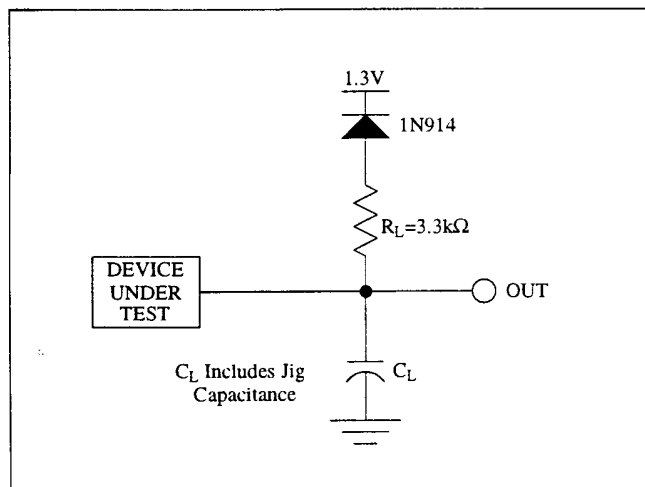 1.3V
1N914
R_L=3.3kΩ
DEVICE
UNDER
TEST
OUT
C_L Includes Jig
Capacitance
C_L